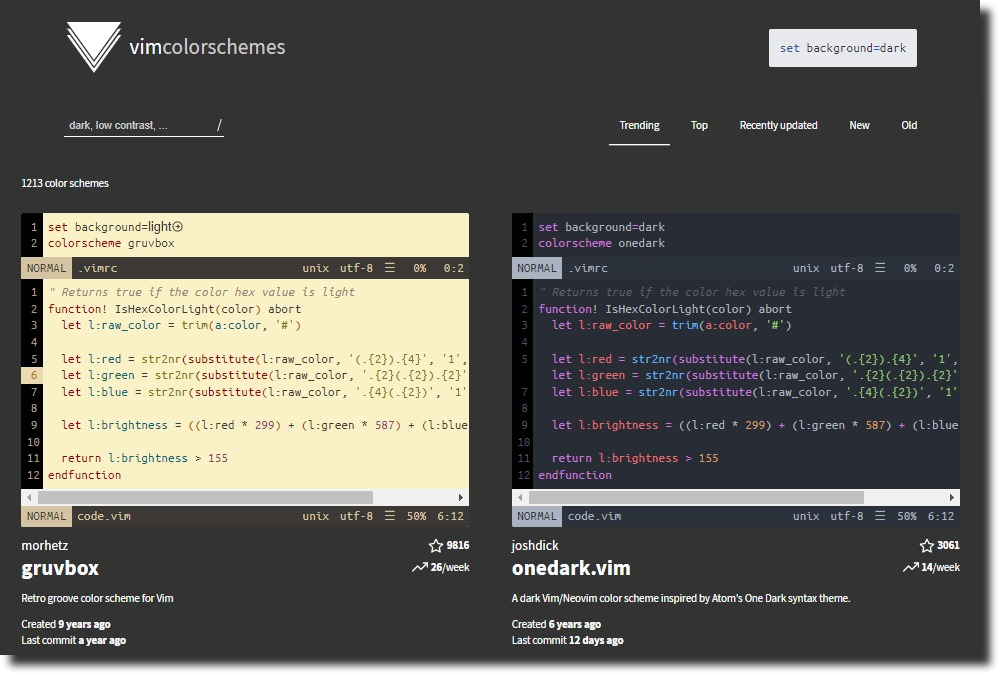 vimcolorschemes
set background=dark
dark, low contrast, ... /
Trending Top Recently updated New Old
1213 color schemes
1 set background=light
2 colorscheme gruvbox
NORMAL .vimrc unix utf-8 ☰ 0% 0:2
1 " Returns true if the color hex value is light
2 function! IsHexColorLight(color) abort
3 let l:raw_color = trim(a:color, '#')
4
5 let l:red = str2nr(substitute(l:raw_color, '(.{2}).{4}', '1',
6 let l:green = str2nr(substitute(l:raw_color, '.{2}(.{2}).{2}'
7 let l:blue = str2nr(substitute(l:raw_color, '.{4}(.{2})', '1
8
9 let l:brightness = ((l:red * 299) + (l:green * 587) + (l:blue
10
11 return l:brightness > 155
12 endfunction
NORMAL code.vim unix utf-8 ☰ 50% 6:12
morhetz 9816
gruvbox 26/week
Retro groove color scheme for Vim
Created 9 years ago
Last commit a year ago
1 set background=dark
2 colorscheme onedark
NORMAL .vimrc unix utf-8 ☰ 0% 0:2
1 " Returns true if the color hex value is light
2 function! IsHexColorLight(color) abort
3 let l:raw_color = trim(a:color, '#')
4
5 let l:red = str2nr(substitute(l:raw_color, '(.{2}).{4}', '1',
let l:green = str2nr(substitute(l:raw_color, '.{2}(.{2}).{2}'
7 let l:blue = str2nr(substitute(l:raw_color, '.{4}(.{2})', '1'
8
9 let l:brightness = ((l:red * 299) + (l:green * 587) + (l:blue
10
11 return l:brightness > 155
12 endfunction
NORMAL code.vim unix utf-8 ☰ 50% 6:12
joshdick 3061
onedark.vim 14/week
A dark Vim/Neovim color scheme inspired by Atom's One Dark syntax theme.
Created 6 years ago
Last commit 12 days ago